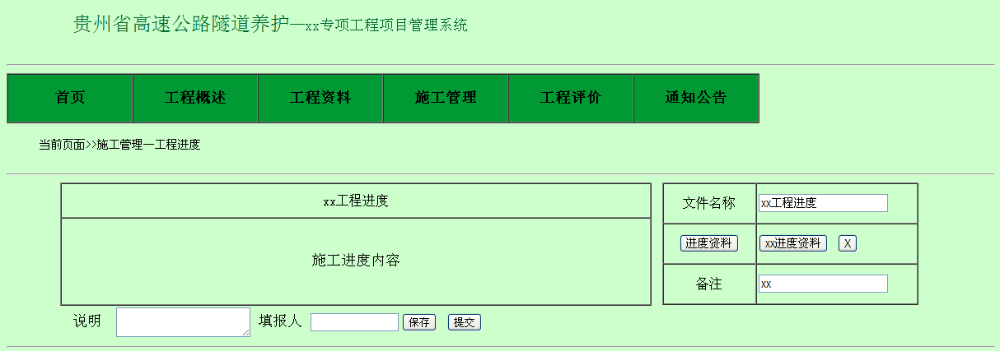 贵州省高速公路隧道养护—xx专项工程项目管理系统
首页 工程概述 工程资料 施工管理 工程评价 通知公告
当前页面>>施工管理—工程进度
xx工程进度
施工进度内容
文件名称 xx工程进度
进度资料 xx进度资料 X
备注 xx
说明 填报人 保存 提交